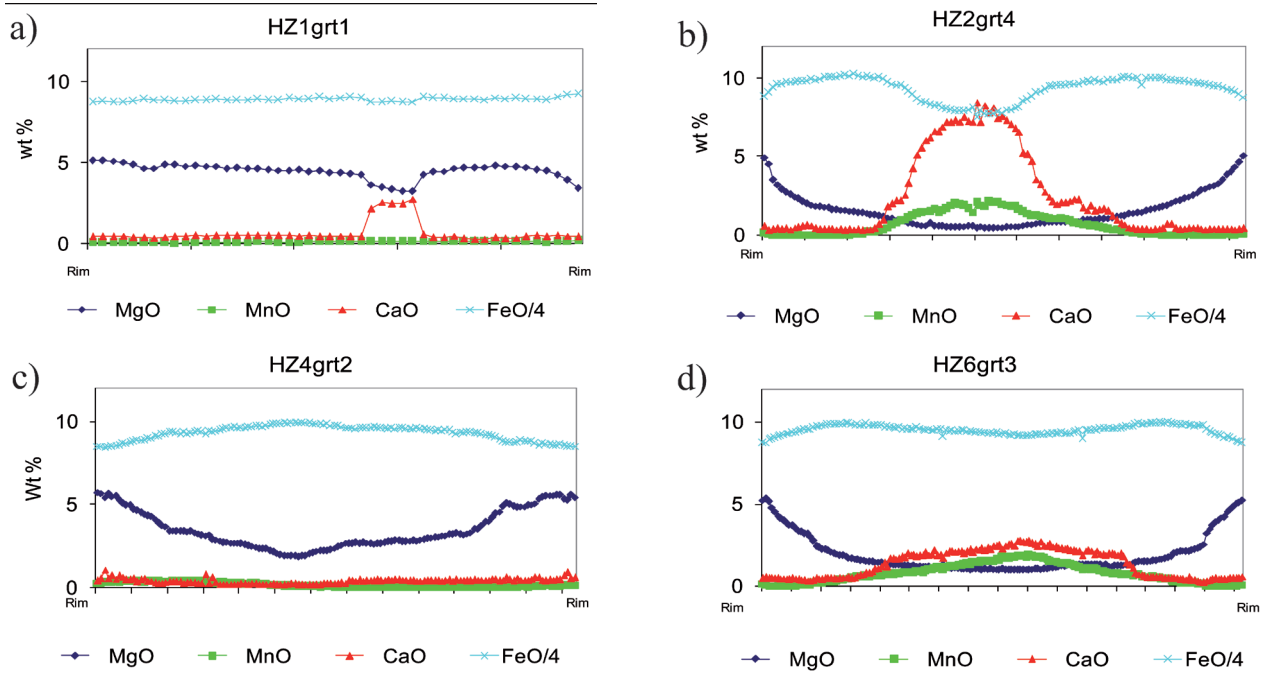 a)
HZ1grt1
wt %
10
5
0
Rim
Rim
MgO MnO CaO FeO/4
b)
HZ2grt4
wt %
10
5
0
Rim
Rim
MgO MnO CaO FeO/4
c)
HZ4grt2
Wt %
10
5
0
Rim
Rim
MgO MnO CaO FeO/4
d)
HZ6grt3
10
5
0
Rim
Rim
MgO MnO CaO FeO/4